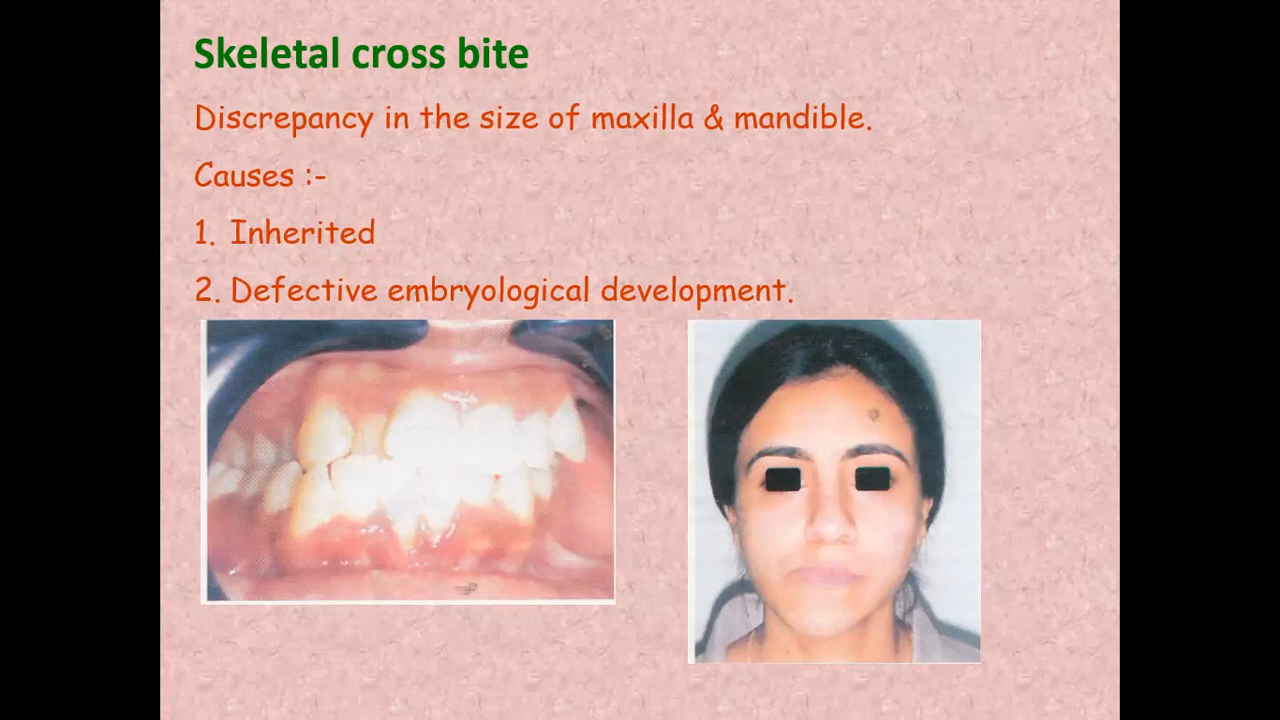 Skeletal cross bite
Discrepancy in the size of maxilla & mandible.
Causes :-
1. Inherited
2. Defective embryological development.